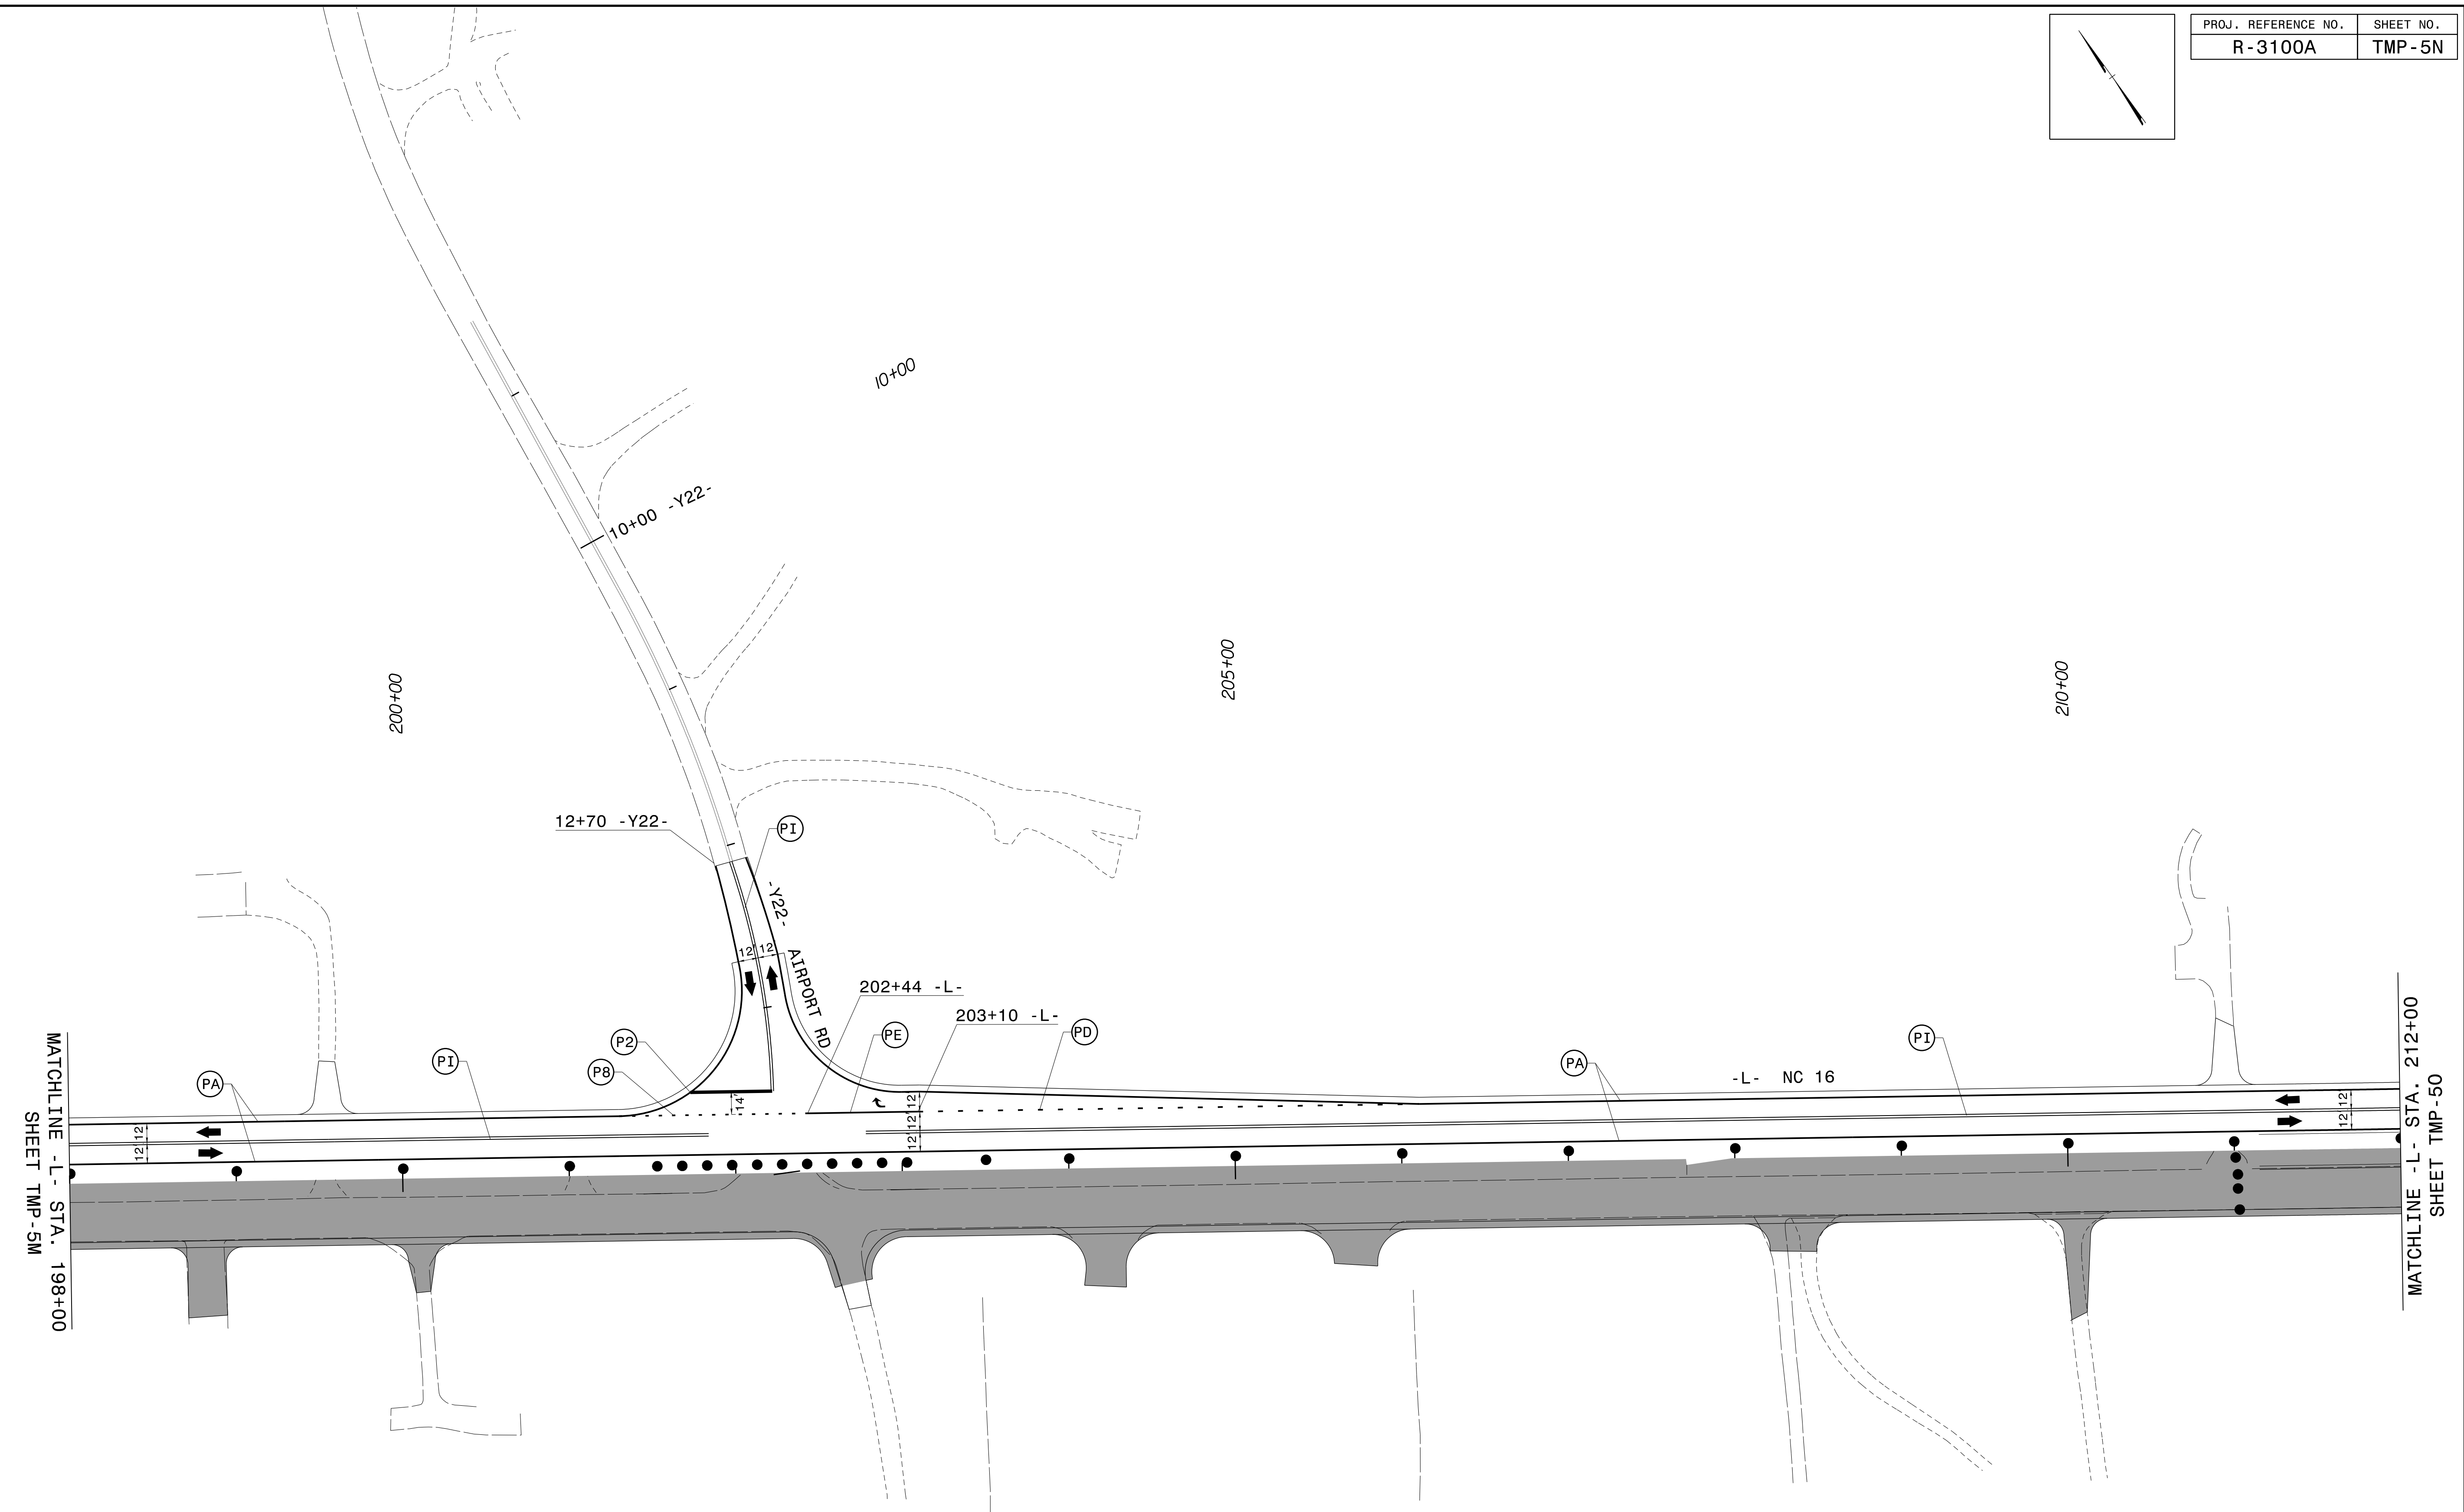 PROJ. REFERENCE NO.
SHEET NO.
R-3100A
TMP-5N
10+00
10+00 -Y22-
200+00
205+00
210+00
12+70 -Y22-
PI
-Y22- AIRPORT RD
12'
12'
202+44 -L-
203+10 -L-
P2
PE
PD
P8
PI
PA
PA
PI
-L- NC 16
14'
12'
12'
12'
12'
12'
12'
12'
MATCHLINE -L- STA. 198+00
SHEET TMP-5M
MATCHLINE -L- STA. 212+00
SHEET TMP-5O